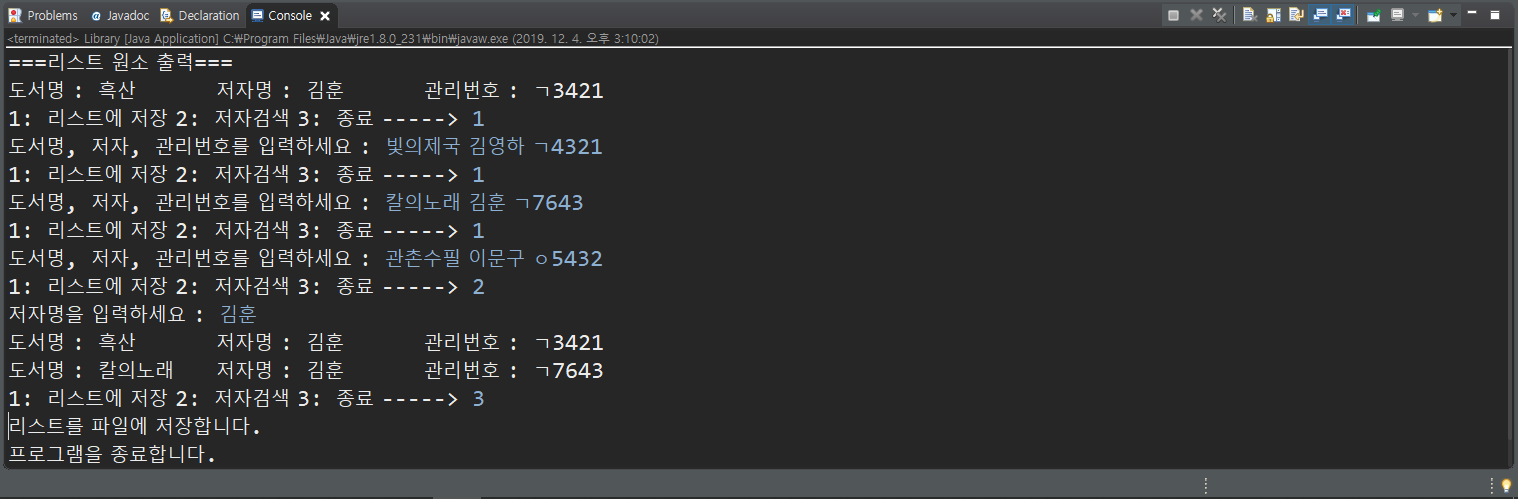 Problems @ Javadoc Declaration Console
<terminated> Library [Java Application] C:₩Program Files₩Java₩jre1.8.0_231₩bin₩javaw.exe (2019. 12. 4. 오후 3:10:02)
===리스트 원소 출력===
도서명 : 흑산 저자명 : 김훈 관리번호 : ㄱ3421
1: 리스트에 저장 2: 저자검색 3: 종료 -----> 1
도서명, 저자, 관리번호를 입력하세요 : 빛의제국 김영하 ㄱ4321
1: 리스트에 저장 2: 저자검색 3: 종료 -----> 1
도서명, 저자, 관리번호를 입력하세요 : 칼의노래 김훈 ㄱ7643
1: 리스트에 저장 2: 저자검색 3: 종료 -----> 1
도서명, 저자, 관리번호를 입력하세요 : 관촌수필 이문구 ㅇ5432
1: 리스트에 저장 2: 저자검색 3: 종료 -----> 2
저자명을 입력하세요 : 김훈
도서명 : 흑산 저자명 : 김훈 관리번호 : ㄱ3421
도서명 : 칼의노래 저자명 : 김훈 관리번호 : ㄱ7643
1: 리스트에 저장 2: 저자검색 3: 종료 -----> 3
리스트를 파일에 저장합니다.
프로그램을 종료합니다.